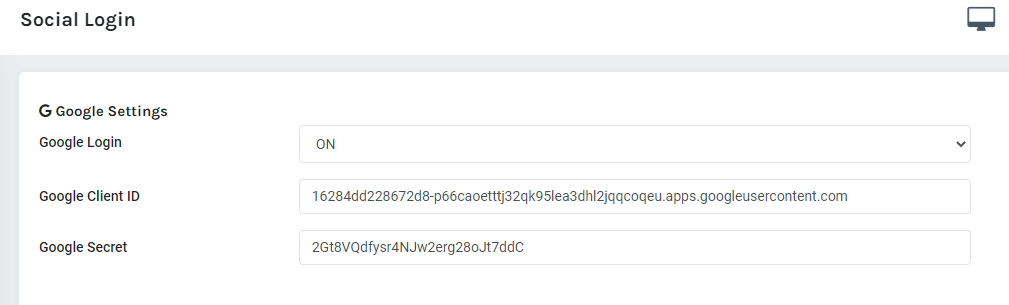 Social Login
Google Settings
Google Login
ON
Google Client ID
16284dd228672d8-p66caoetttj32qk95lea3dhl2jqqcoqeu.apps.googleusercontent.com
Google Secret
2Gt8VQdfysr4NJw2erg28oJt7ddC